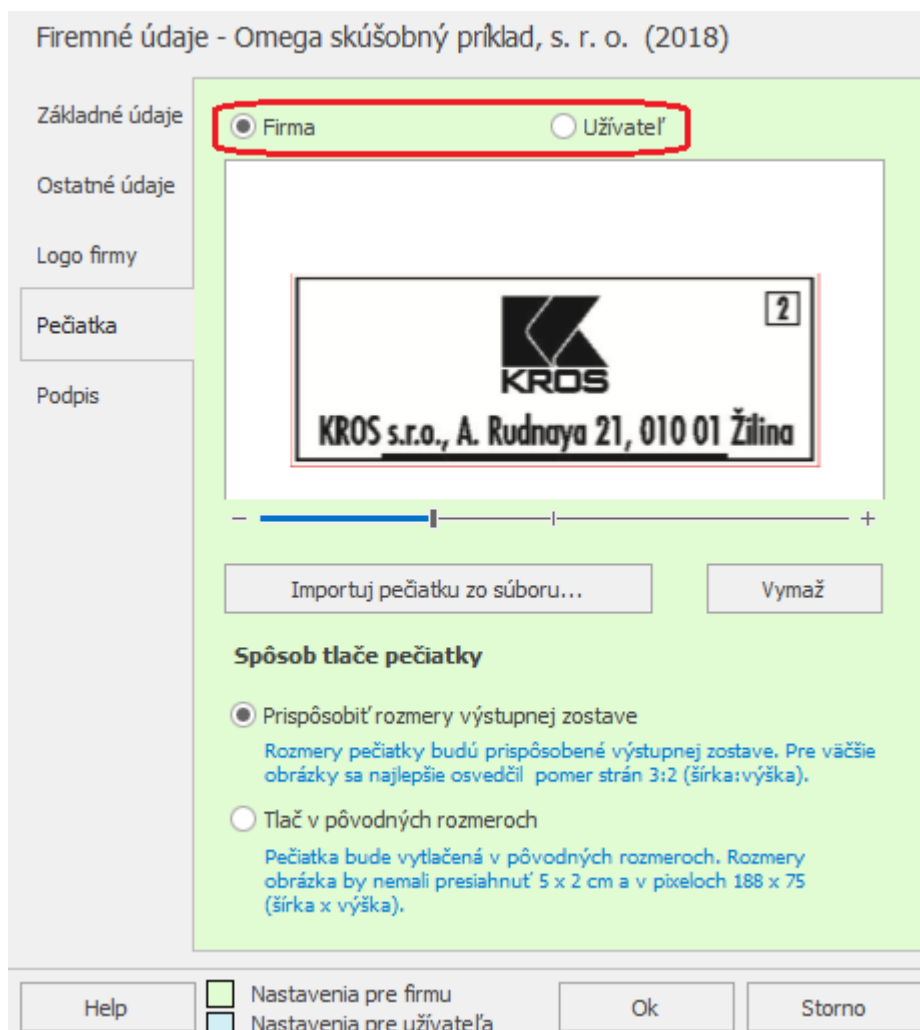 Firemné údaje - Omega skúšobný príklad, s. r. o. (2018)
Základné údaje
Ostatné údaje
Logo firmy
Pečiatka
Podpis
Firma
Užívateľ
2
KROS
KROS s.r.o., A. Rudnaya 21, 010 01 Žilina
- +
Importuj pečiatku zo súboru...
Vymaž
Spôsob tlače pečiatky
Prispôsobiť rozmery výstupnej zostave
Rozmery pečiatky budú prispôsobené výstupnej zostave. Pre väčšie
obrázky sa najlepšie osvedčil pomer strán 3:2 (šírka:výška).
Tlač v pôvodných rozmeroch
Pečiatka bude vytlačená v pôvodných rozmeroch. Rozmery
obrázka by nemali presiahnuť 5 x 2 cm a v pixeloch 188 x 75
(šírka x výška).
Help
Nastavenia pre firmu
Nastavenia pre užívateľa
Ok
Storno